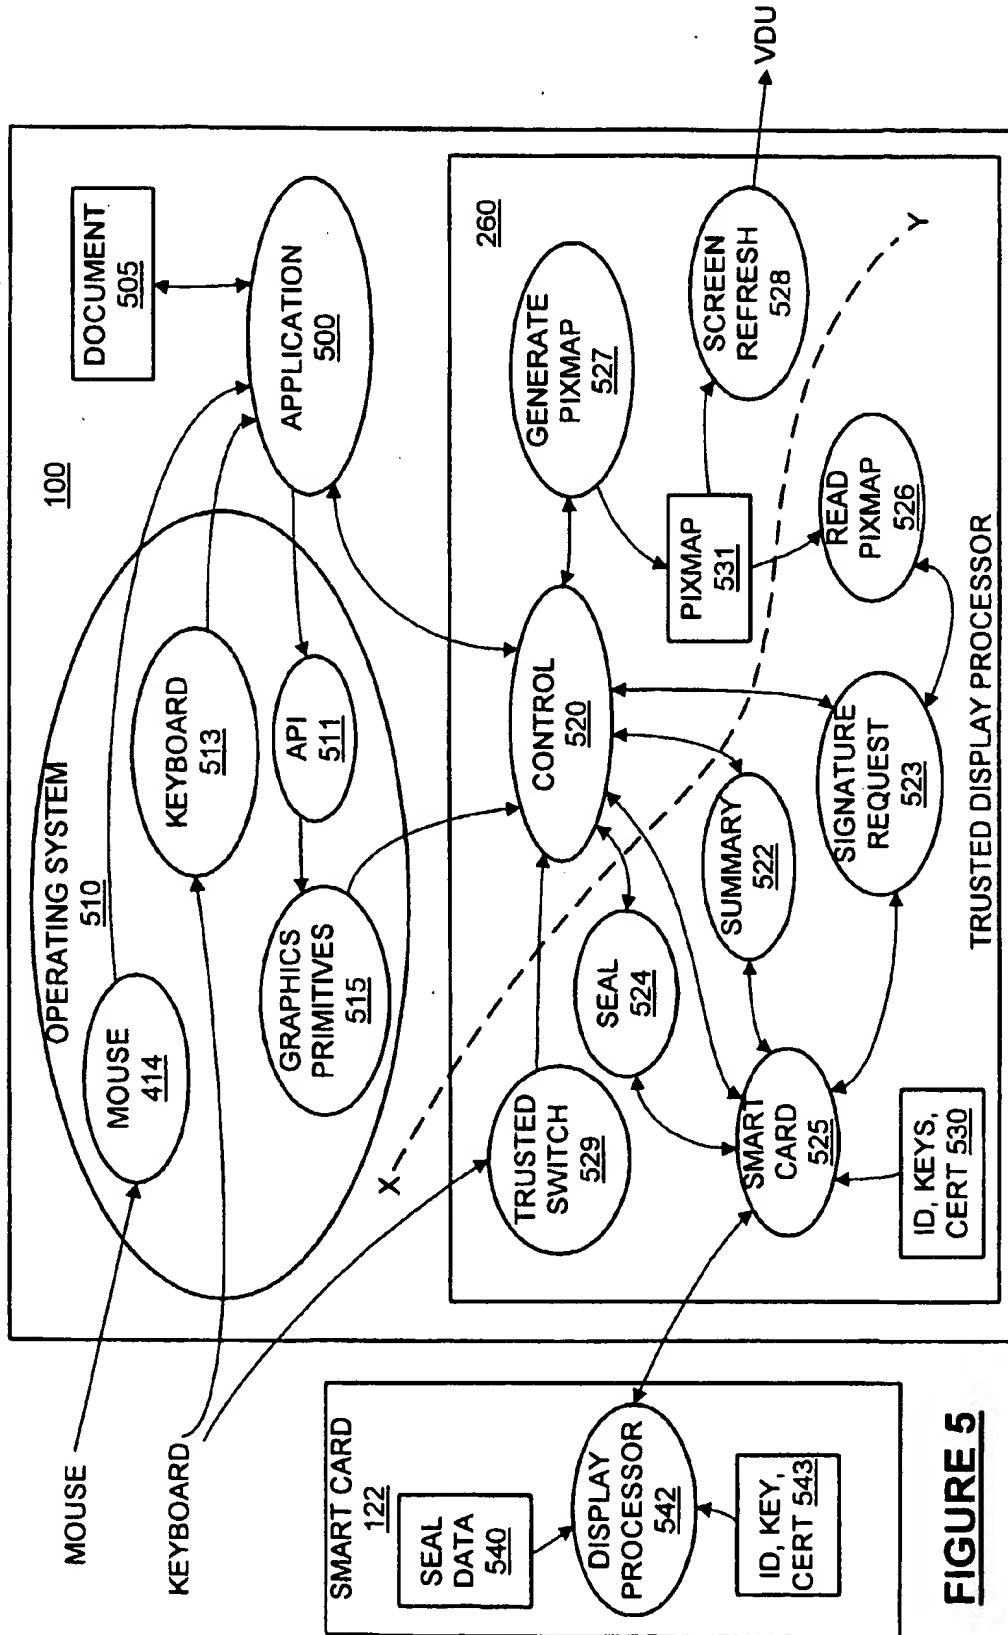 MOUSE
KEYBOARD
100
OPERATING SYSTEM
510
MOUSE
414
KEYBOARD
513
API
511
GRAPHICS
PRIMITIVES
515
DOCUMENT
505
APPLICATION
500
X
260
TRUSTED
SWITCH
529
CONTROL
520
GENERATE
PIXMAP
527
SEAL
524
PIXMAP
531
SCREEN
REFRESH
528
VDU
SUMMARY
522
SMART
CARD
525
SIGNATURE
REQUEST
523
READ
PIXMAP
526
Y
ID, KEYS,
CERT 530
TRUSTED DISPLAY PROCESSOR
SMART CARD
122
SEAL
DATA
540
DISPLAY
PROCESSOR
542
ID, KEY,
CERT 543
FIGURE 5